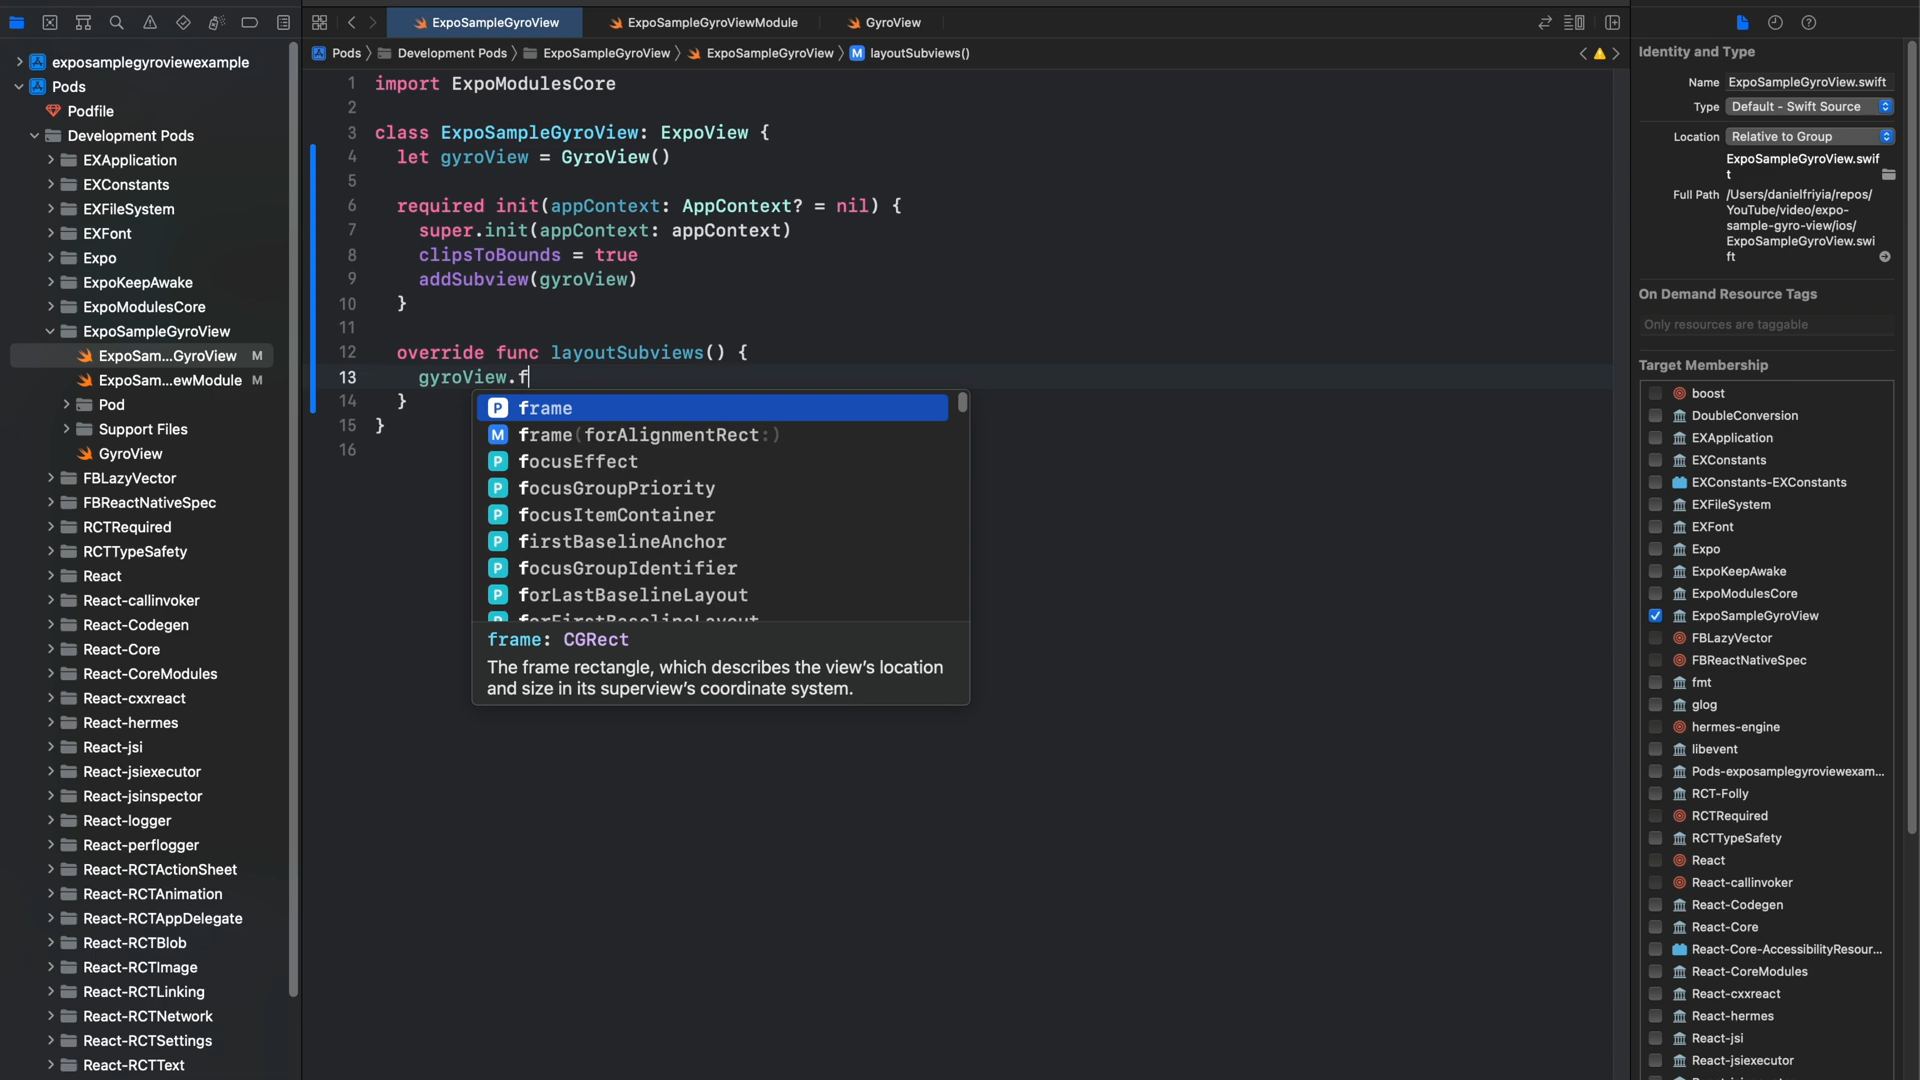 ExpoSampleGyroView
ExpoSampleGyroViewModule
GyroView
Pods
Development Pods
ExpoSampleGyroView
ExpoSampleGyroView
M
layoutSubviews()
exposamplegyroviewexample
Pods
Podfile
Development Pods
EXApplication
EXConstants
EXFileSystem
EXFont
Expo
ExpoKeepAwake
ExpoModulesCore
ExpoSampleGyroView
ExpoSam...GyroView M
ExpoSam...ewModule M
Pod
Support Files
GyroView
FBLazyVector
FBReactNativeSpec
RCTRequired
RCTTypeSafety
React
React-callinvoker
React-Codegen
React-Core
React-CoreModules
React-cxxreact
React-hermes
React-jsi
React-jsiexecutor
React-jsinspector
React-logger
React-perflogger
React-RCTActionSheet
React-RCTAnimation
React-RCTAppDelegate
React-RCTBlob
React-RCTImage
React-RCTLinking
React-RCTNetwork
React-RCTSettings
React-RCTText
1 import ExpoModulesCore
2
3 class ExpoSampleGyroView: ExpoView {
4 let gyroView = GyroView()
5
6 required init(appContext: AppContext? = nil) {
7 super.init(appContext: appContext)
8 clipsToBounds = true
9 addSubview(gyroView)
10 }
11
12 override func layoutSubviews() {
13 gyroView.f
14 }
15 }
16
P frame
M frame(forAlignmentRect:)
P focusEffect
P focusGroupPriority
P focusItemContainer
P firstBaselineAnchor
P focusGroupIdentifier
P forLastBaselineLayout
P forFirstBaselineLayout
frame: CGRect
The frame rectangle, which describes the view's location
and size in its superview's coordinate system.
Identity and Type
Name ExpoSampleGyroView.swift
Type Default - Swift Source
Location Relative to Group
ExpoSampleGyroView.swif
t
Full Path /Users/danielfriyia/repos/
YouTube/video/expo-
sample-gyro-view/ios/
ExpoSampleGyroView.swi
ft
On Demand Resource Tags
Only resources are taggable
Target Membership
boost
DoubleConversion
EXApplication
EXConstants
EXConstants-EXConstants
EXFileSystem
EXFont
Expo
ExpoKeepAwake
ExpoModulesCore
ExpoSampleGyroView
FBLazyVector
FBReactNativeSpec
fmt
glog
hermes-engine
libevent
Pods-exposamplegyroviewexam...
RCT-Folly
RCTRequired
RCTTypeSafety
React
React-callinvoker
React-Codegen
React-Core
React-Core-AccessibilityResour...
React-CoreModules
React-cxxreact
React-hermes
React-jsi
React-jsiexecutor